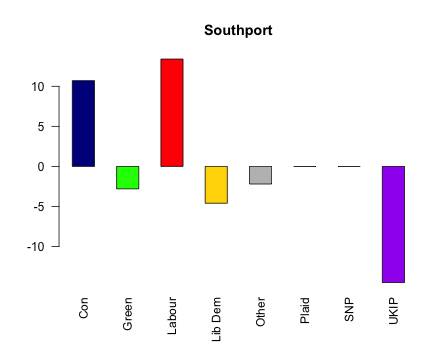 Southport
10
5
0
-5
-10
Con
Green
Labour
Lib Dem
Other
Plaid
SNP
UKIP